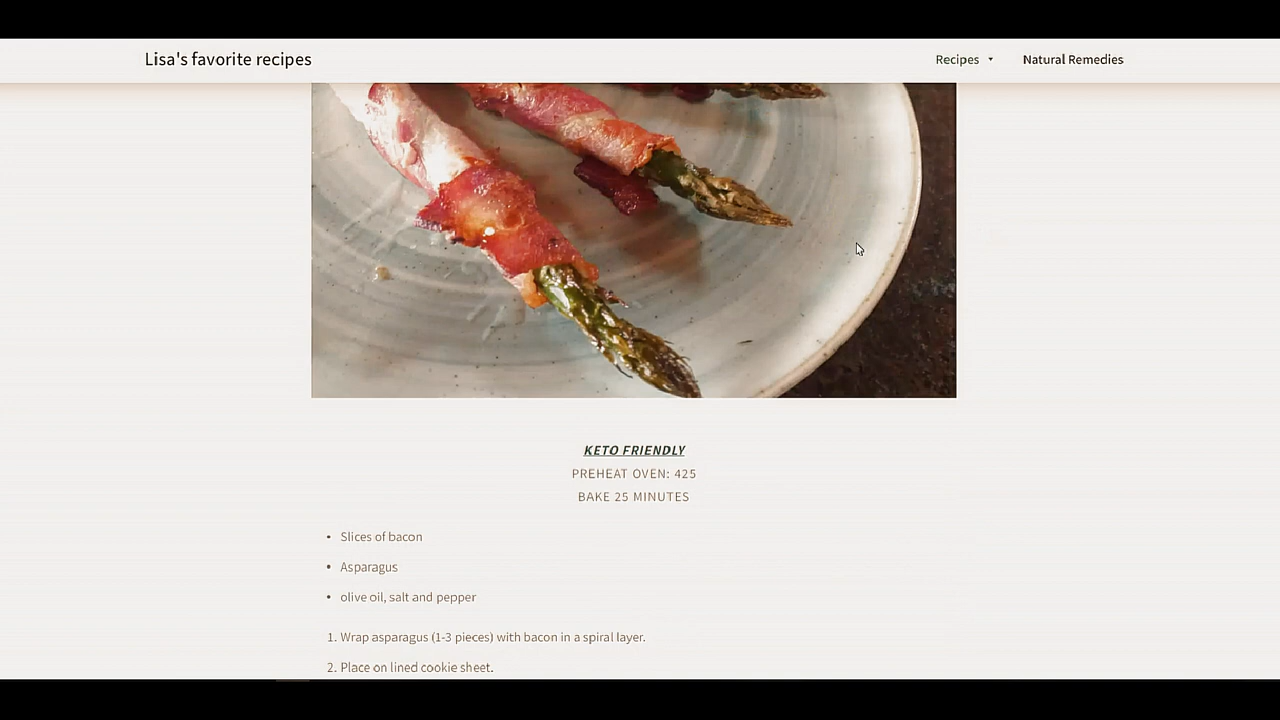 Lisa's favorite recipes
Recipes
Natural Remedies
KETO FRIENDLY
PREHEAT OVEN: 425
BAKE 25 MINUTES
• Slices of bacon
• Asparagus
• olive oil, salt and pepper
1. Wrap asparagus (1-3 pieces) with bacon in a spiral layer.
2. Place on lined cookie sheet.